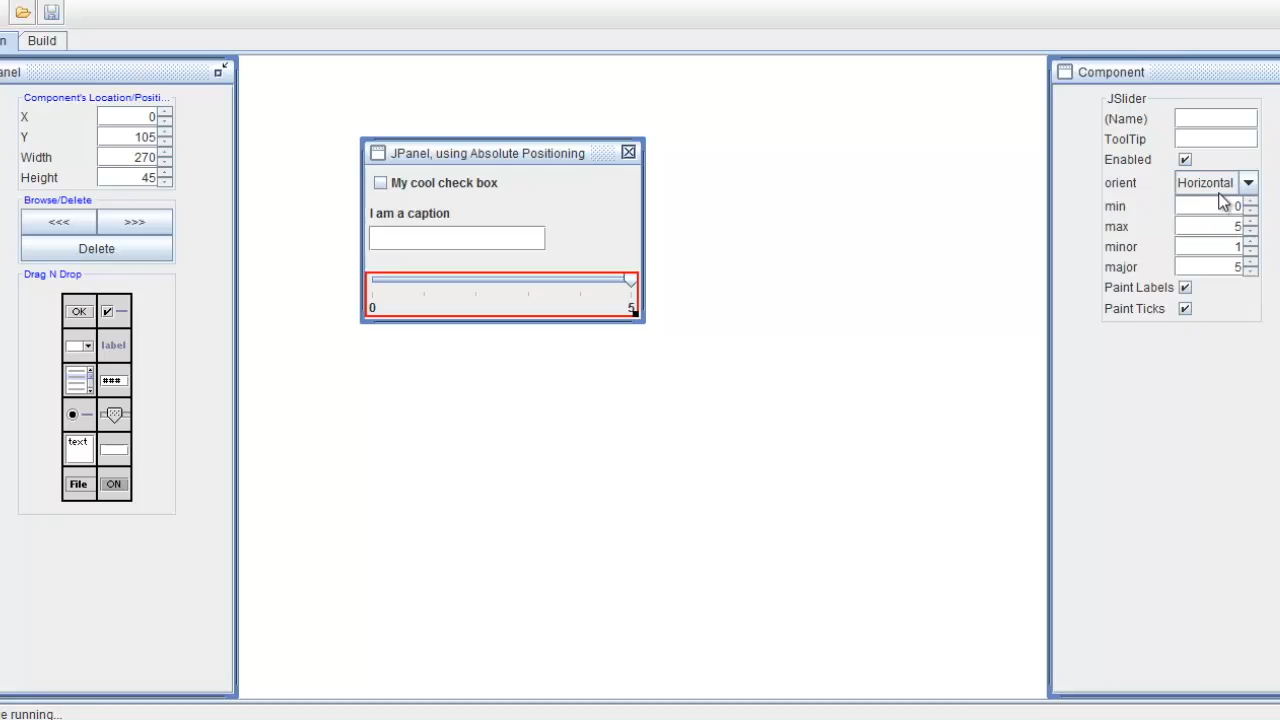 n Build
anel
Component's Location/Positi...
X 0
Y 105
Width 270
Height 45
Browse/Delete
<<< >>>
Delete
Drag N Drop
OK
label
###
text
File ON
JPanel, using Absolute Positioning
My cool check box
I am a caption
0 5
Component
JSlider
(Name)
ToolTip
Enabled
orient Horizontal
min 0
max 5
minor 1
major 5
Paint Labels
Paint Ticks
e running...